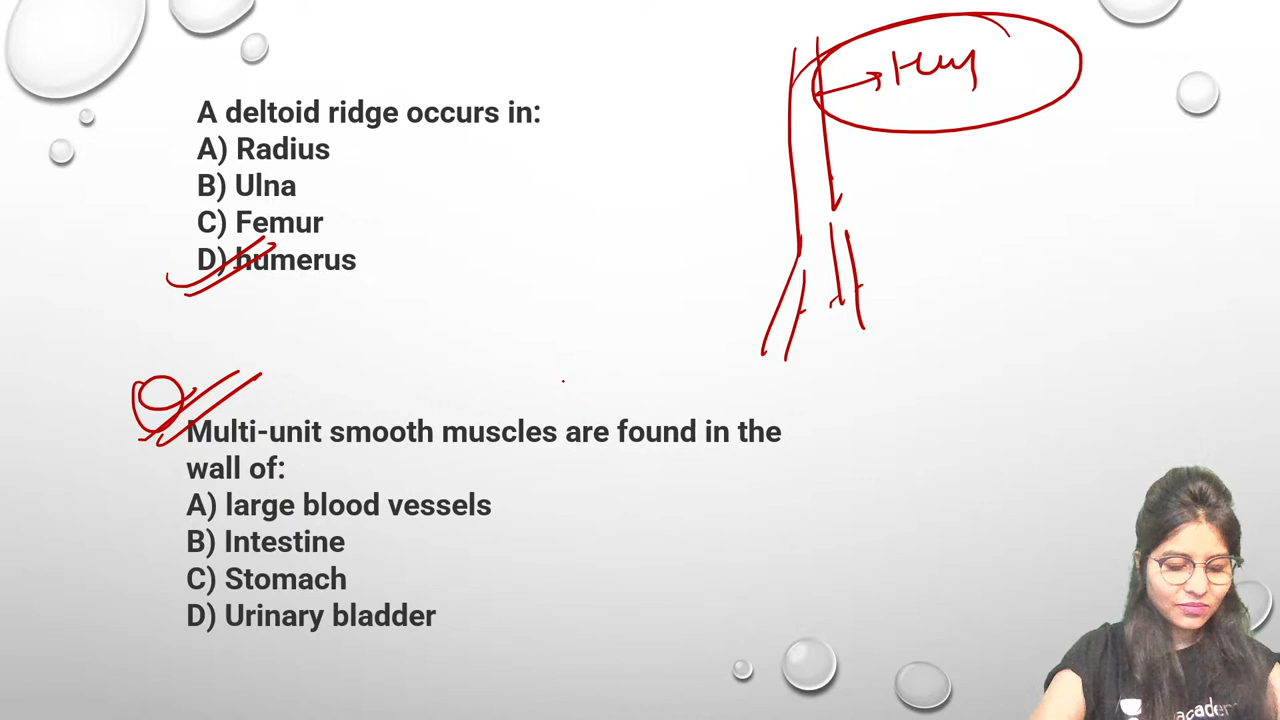 A deltoid ridge occurs in:
A) Radius
B) Ulna
C) Femur
D) humerus
Multi-unit smooth muscles are found in the
wall of:
A) large blood vessels
B) Intestine
C) Stomach
D) Urinary bladder